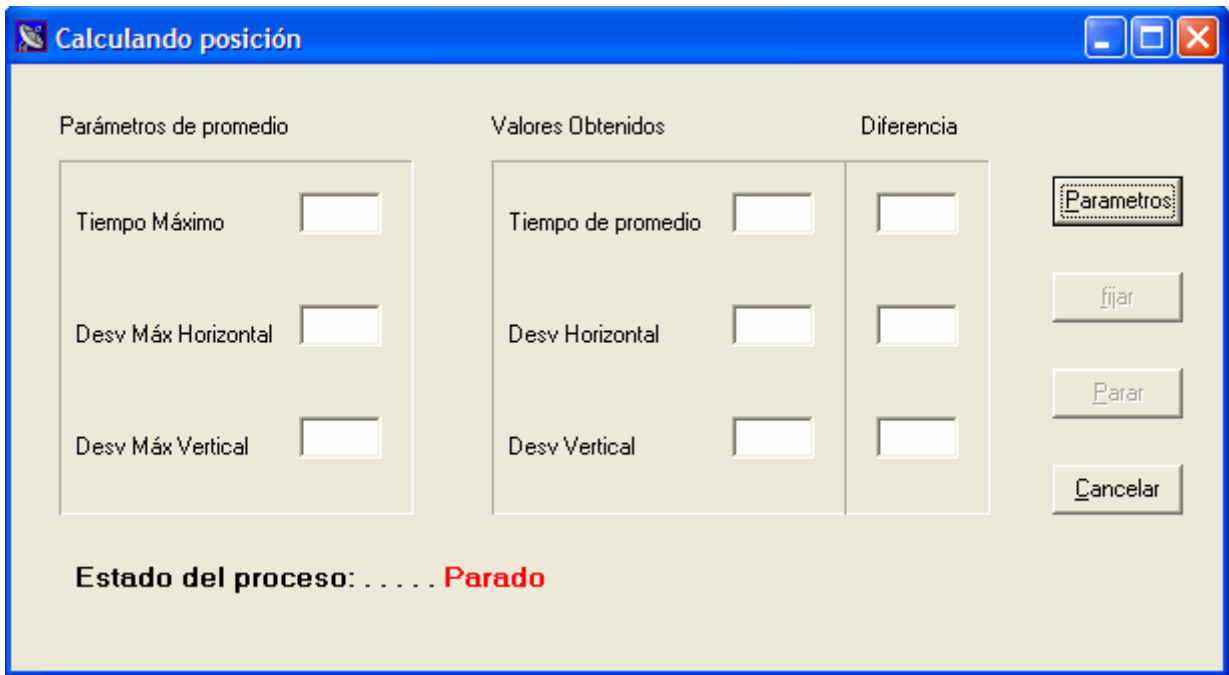 Calculando posición
Parámetros de promedio Valores Obtenidos Diferencia
Tiempo Máximo Tiempo de promedio Parametros
fijar
Desv Máx Horizontal Desv Horizontal
Parar
Desv Máx Vertical Desv Vertical
Cancelar
Estado del proceso: . . . . . Parado